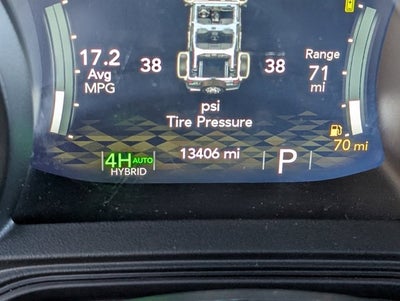 17.2
Avg
MPG
38
38
Range
71
mi
psi
Tire Pressure
70 mi
4H AUTO
HYBRID
13406 mi
P